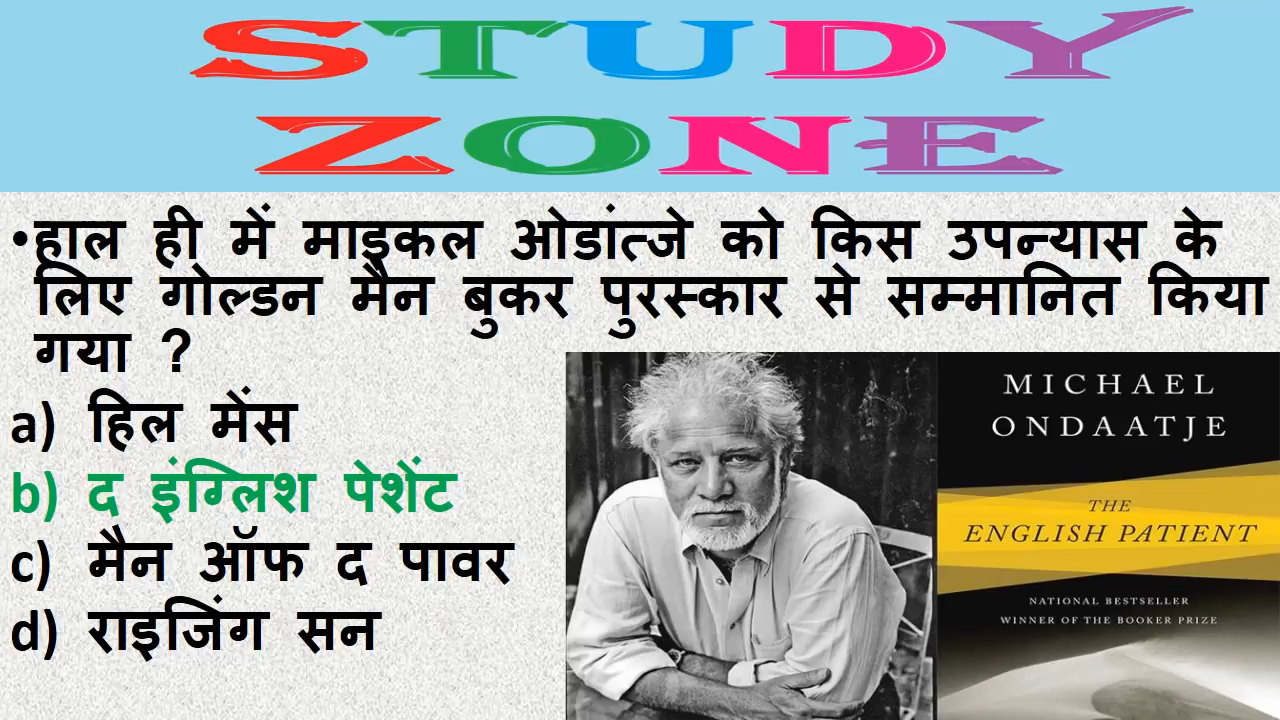 STUDY
ZONE
•हाल ही में माइकल ओडांत्जे को किस उपन्यास के
लिए गोल्डन मैन बुकर पुरस्कार से सम्मानित किया
गया ?
a) हिल मेंस
b) द इंग्लिश पेशेंट
c) मैन ऑफ द पावर
d) राइजिंग सन
MICHAEL
ONDAATJE
THE
ENGLISH PATIENT
NATIONAL BESTSELLER
WINNER OF THE BOOKER PRIZE